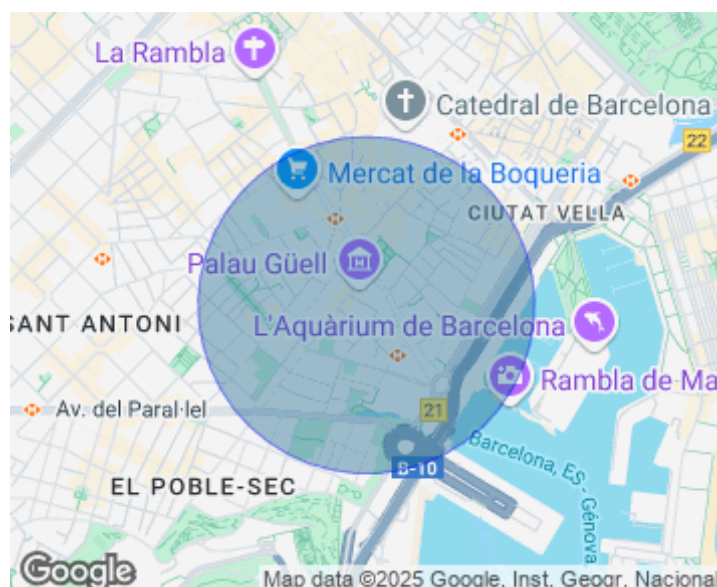 La Rambla
Catedral de Barcelona
22
Mercat de la Boqueria
CIUTAT VELLA
Palau Güell
SANT ANTONI
L'Aquàrium de Barcelona
Rambla de Ma
Av. del Paral·lel
21
B-10
Barcelona, ES - Génova
EL POBLE-SEC
Google
Map data ©2025 Google, Inst. Geogr. Nacional